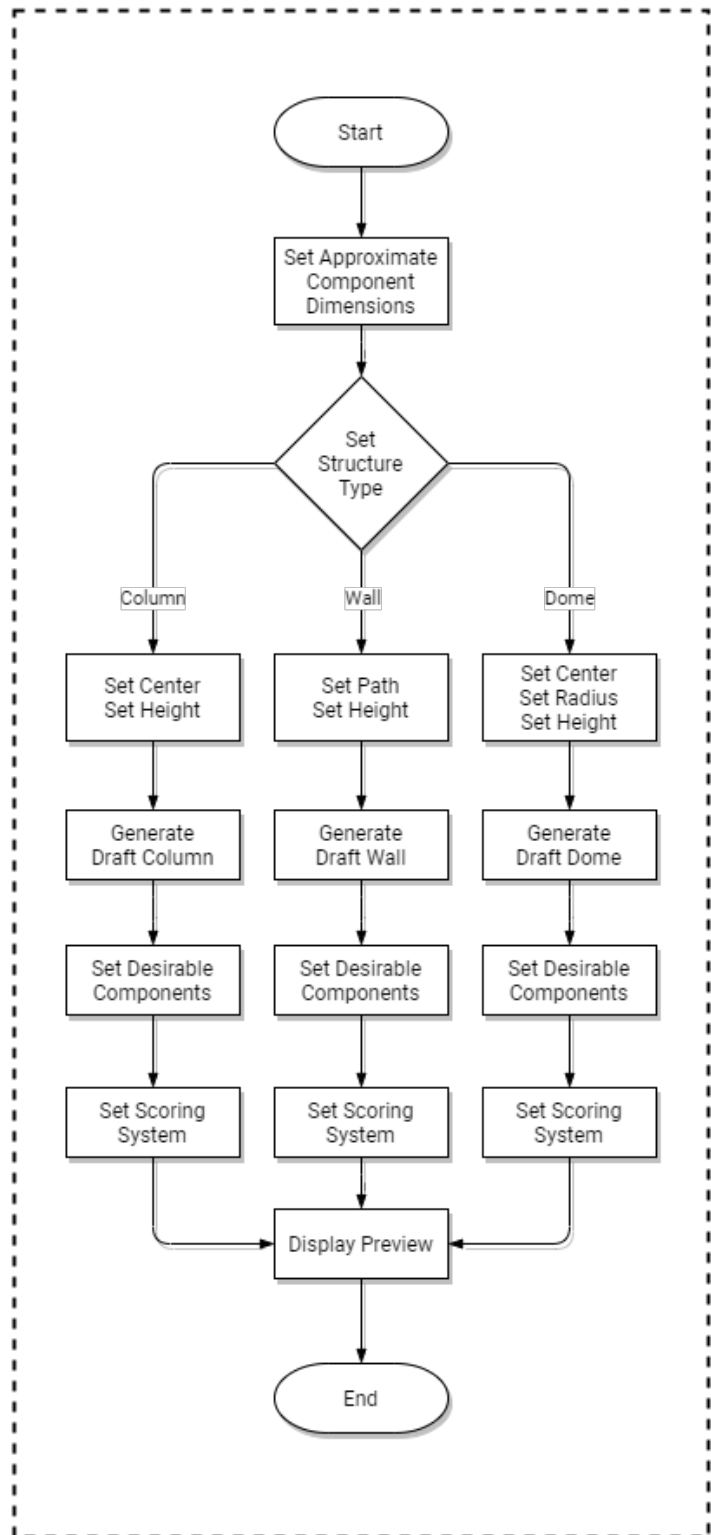 Start
Set Approximate
Component
Dimensions
Set
Structure
Type
Column
Wall
Dome
Set Center
Set Height
Set Path
Set Height
Set Center
Set Radius
Set Height
Generate
Draft Column
Generate
Draft Wall
Generate
Draft Dome
Set Desirable
Components
Set Desirable
Components
Set Desirable
Components
Set Scoring
System
Set Scoring
System
Set Scoring
System
Display Preview
End